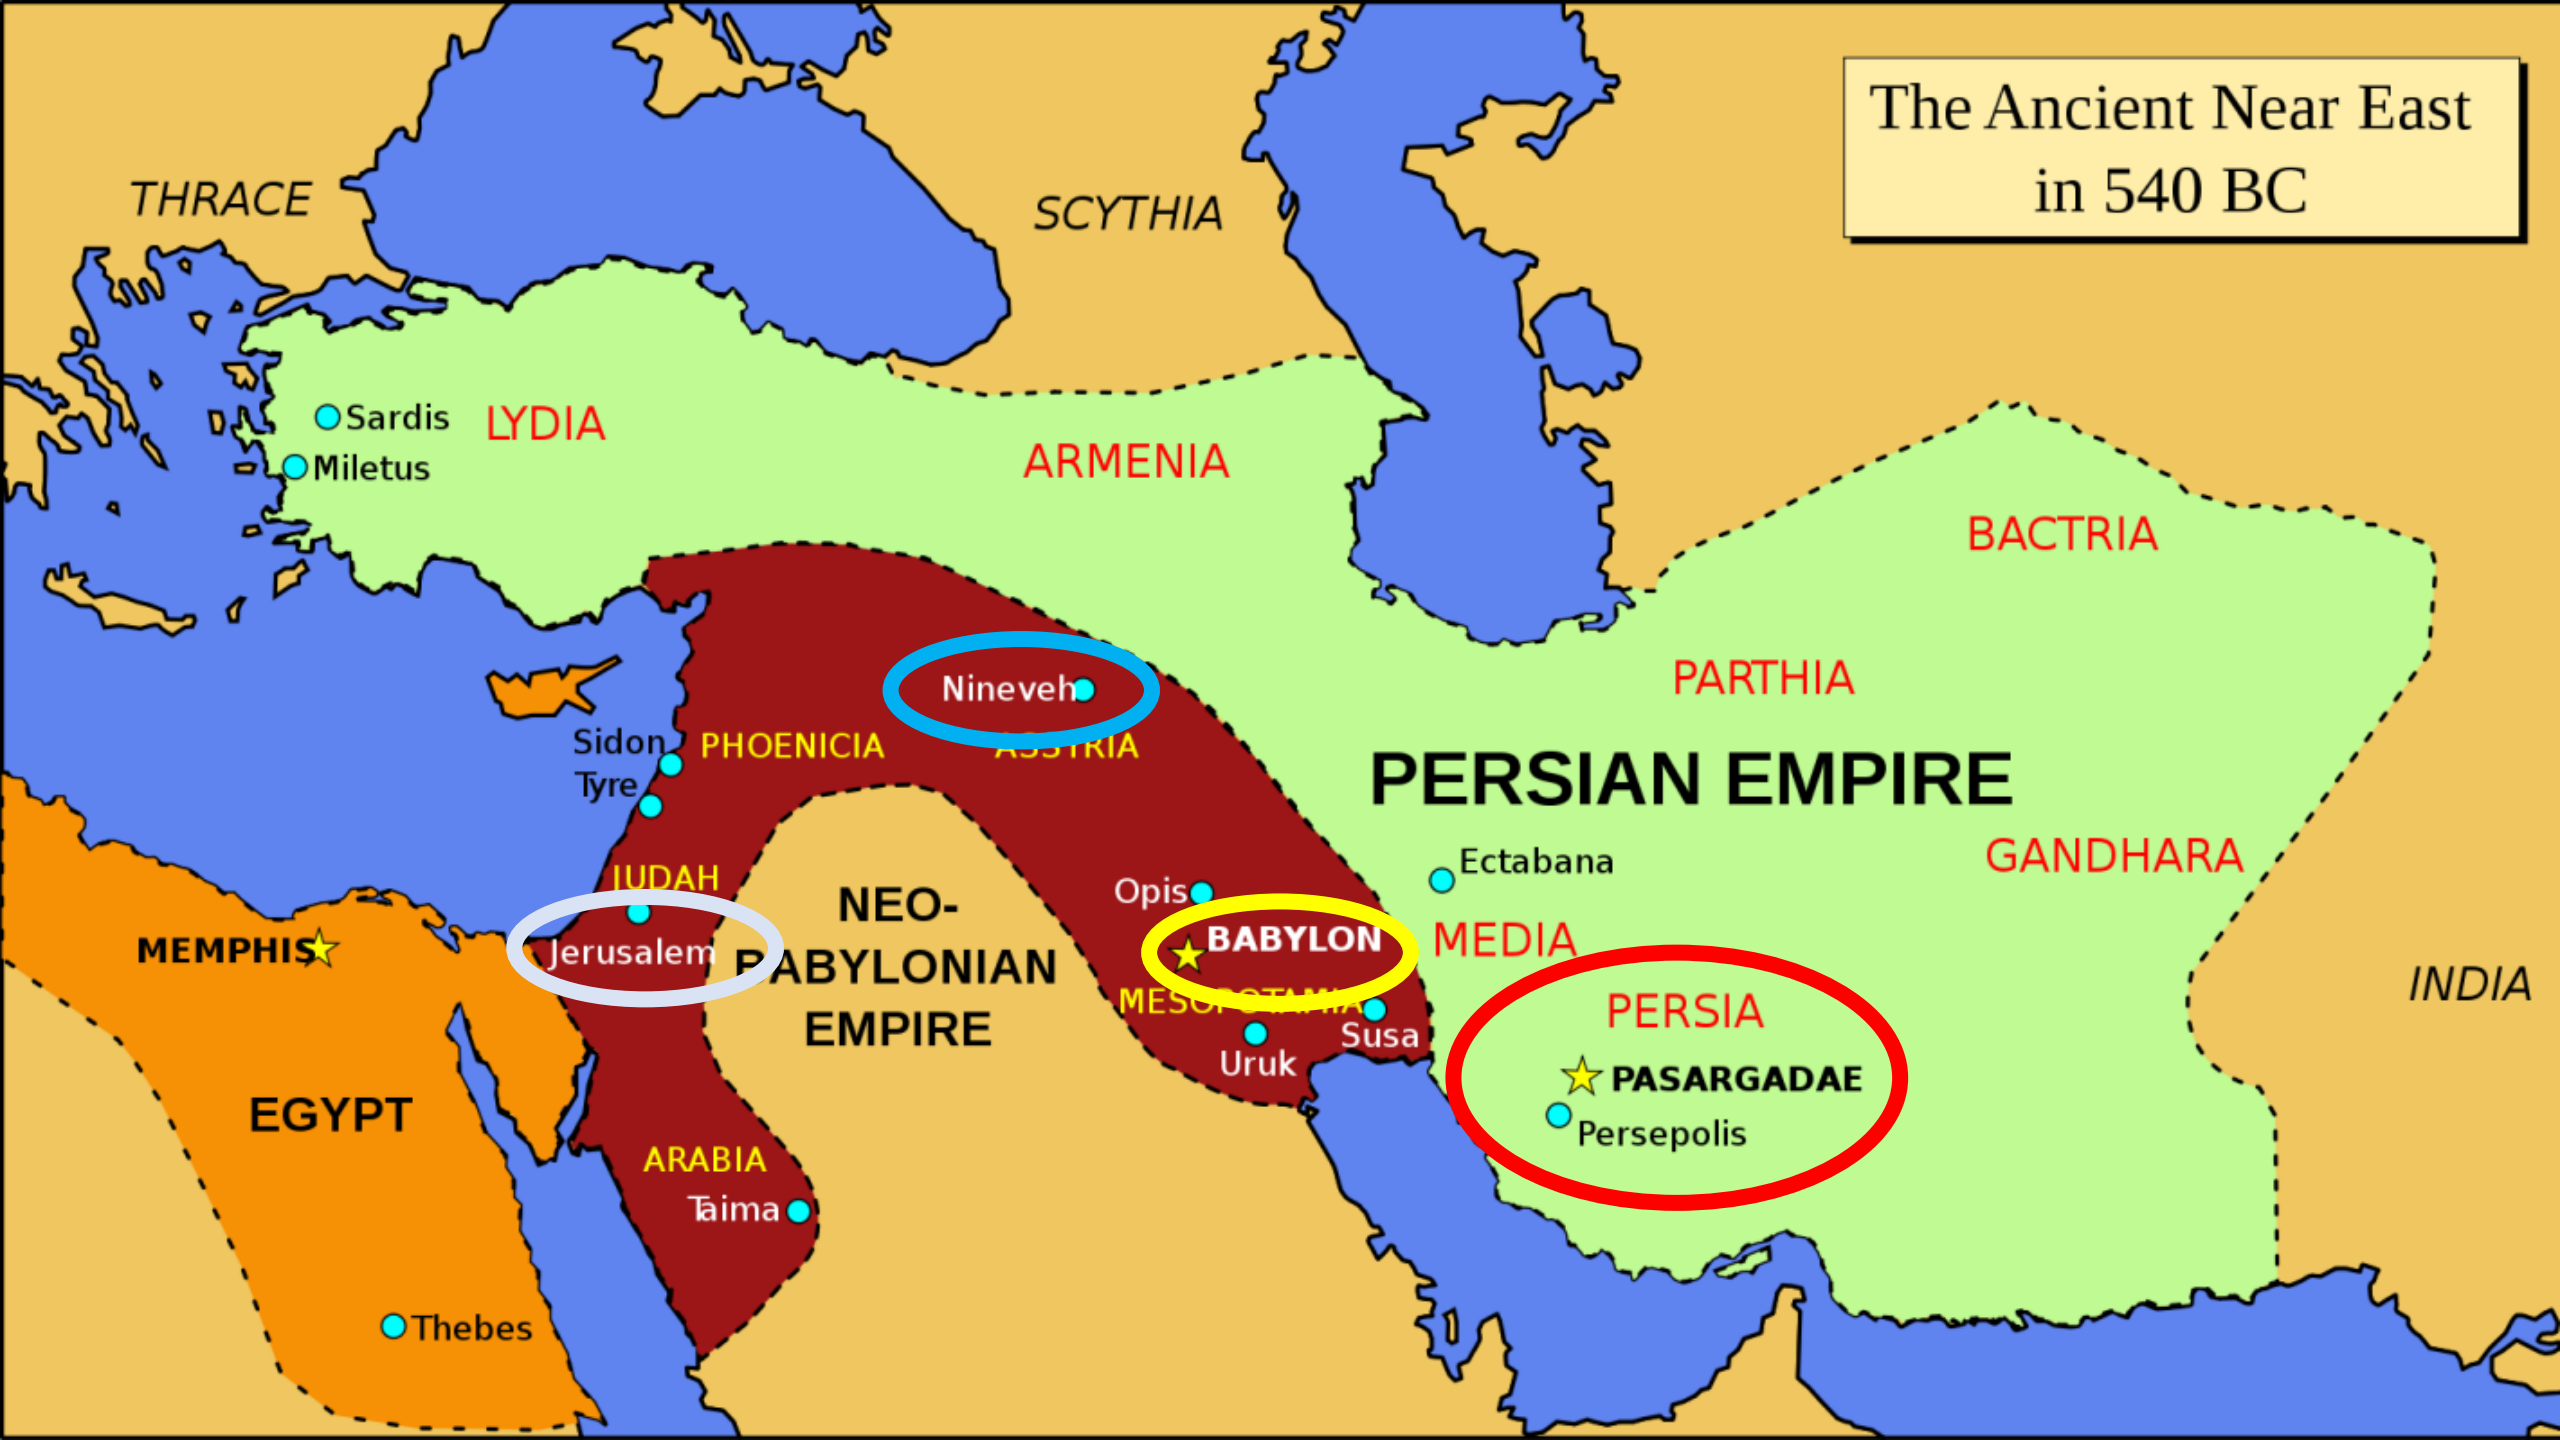 The Ancient Near East
in 540 BC
THRACE
SCYTHIA
Sardis
LYDIA
Miletus
ARMENIA
BACTRIA
Nineveh
PARTHIA
Sidon
PHOENICIA
ASSYRIA
Tyre
PERSIAN EMPIRE
JUDAH
Opis
Ectabana
GANDHARA
NEO-
BABYLONIAN
EMPIRE
MEMPHIS
Jerusalem
BABYLON
MEDIA
INDIA
MESOPOTAMIA
Susa
Uruk
PERSIA
PASARGADAE
Persepolis
EGYPT
ARABIA
Taima
Thebes